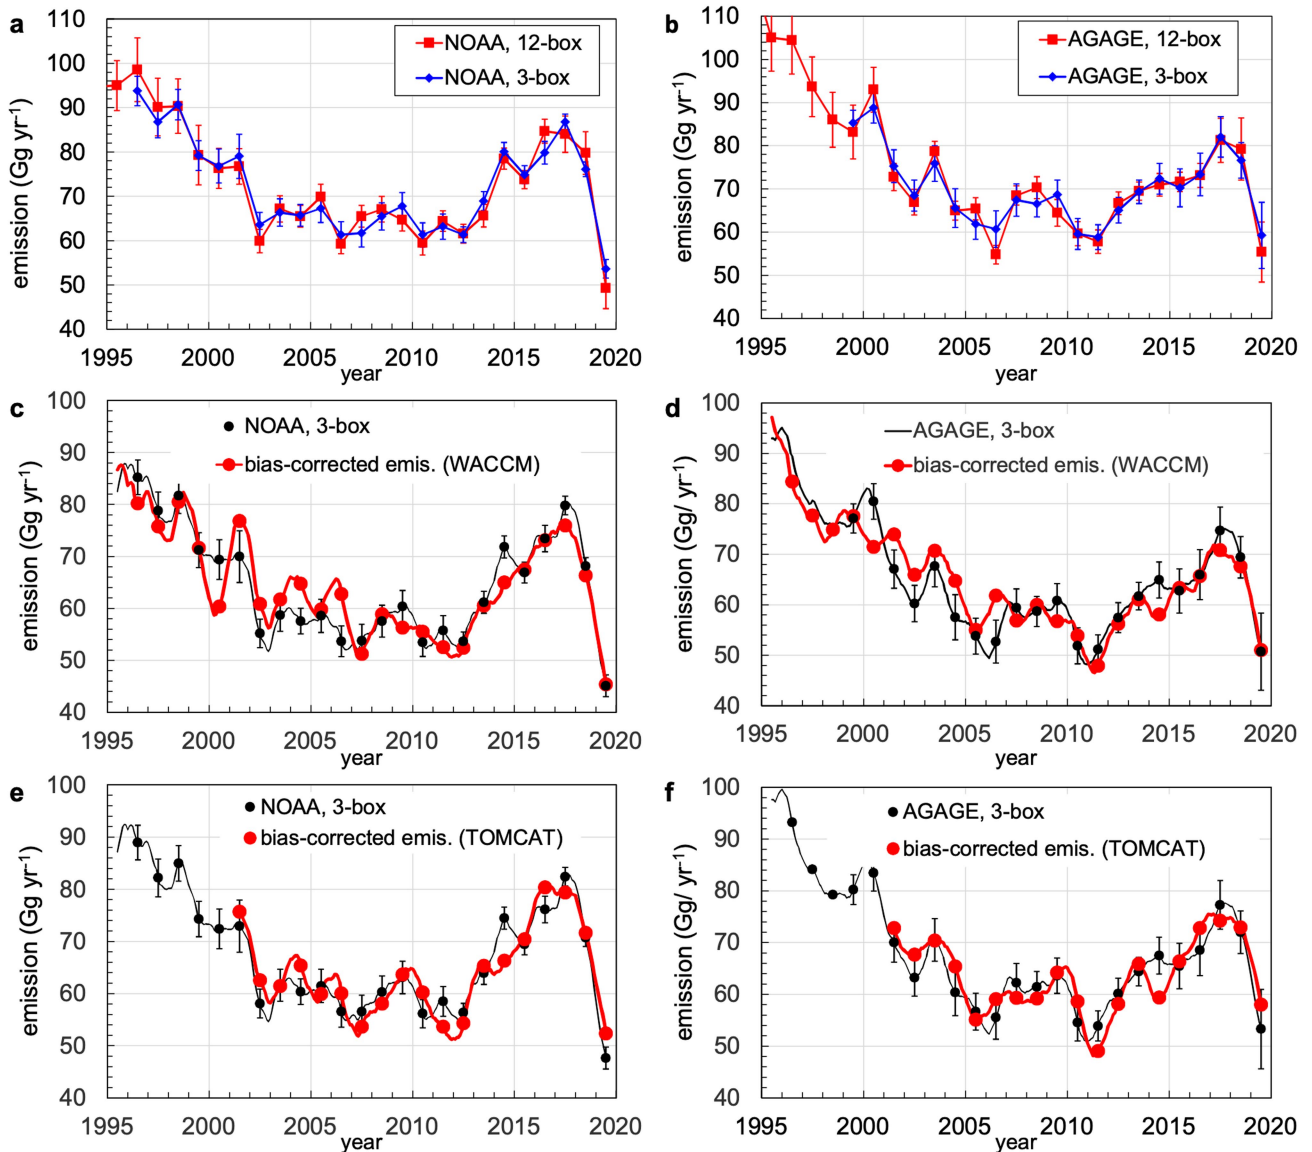 a
110
100
90
80
70
60
50
40
emission (Gg yr⁻¹)
NOAA, 12-box
NOAA, 3-box
1995 2000 2005 2010 2015 2020
year
b
110
100
90
80
70
60
50
40
emission (Gg yr⁻¹)
AGAGE, 12-box
AGAGE, 3-box
1995 2000 2005 2010 2015 2020
year
c
100
90
80
70
60
50
40
emission (Gg yr⁻¹)
NOAA, 3-box
bias-corrected emis. (WACCM)
1995 2000 2005 2010 2015 2020
year
d
100
90
80
70
60
50
40
emission (Gg/ yr⁻¹)
AGAGE, 3-box
bias-corrected emis. (WACCM)
1995 2000 2005 2010 2015 2020
year
e
100
90
80
70
60
50
40
emission (Gg yr⁻¹)
NOAA, 3-box
bias-corrected emis. (TOMCAT)
1995 2000 2005 2010 2015 2020
year
f
100
90
80
70
60
50
40
emission (Gg/ yr⁻¹)
AGAGE, 3-box
bias-corrected emis. (TOMCAT)
1995 2000 2005 2010 2015 2020
year